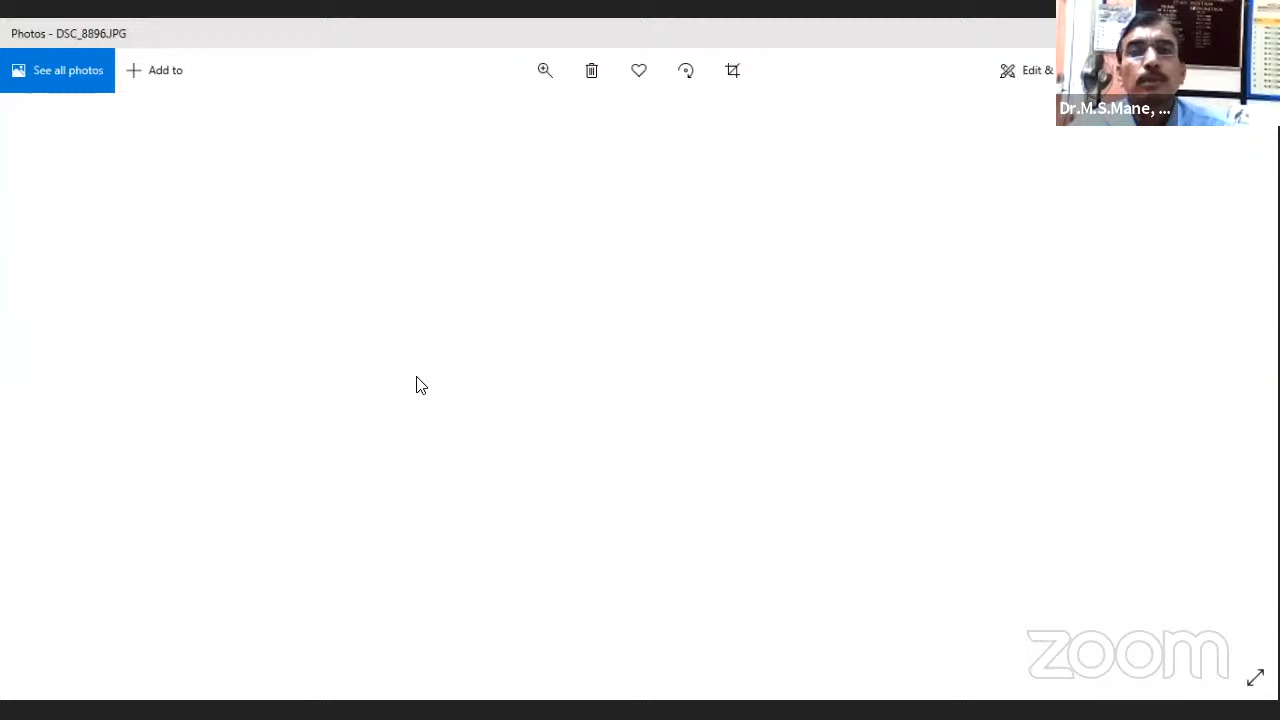 Photos - DSC_8896.JPG
See all photos
Add to
Edit &
Dr.M.S.Mane, ...
zoom